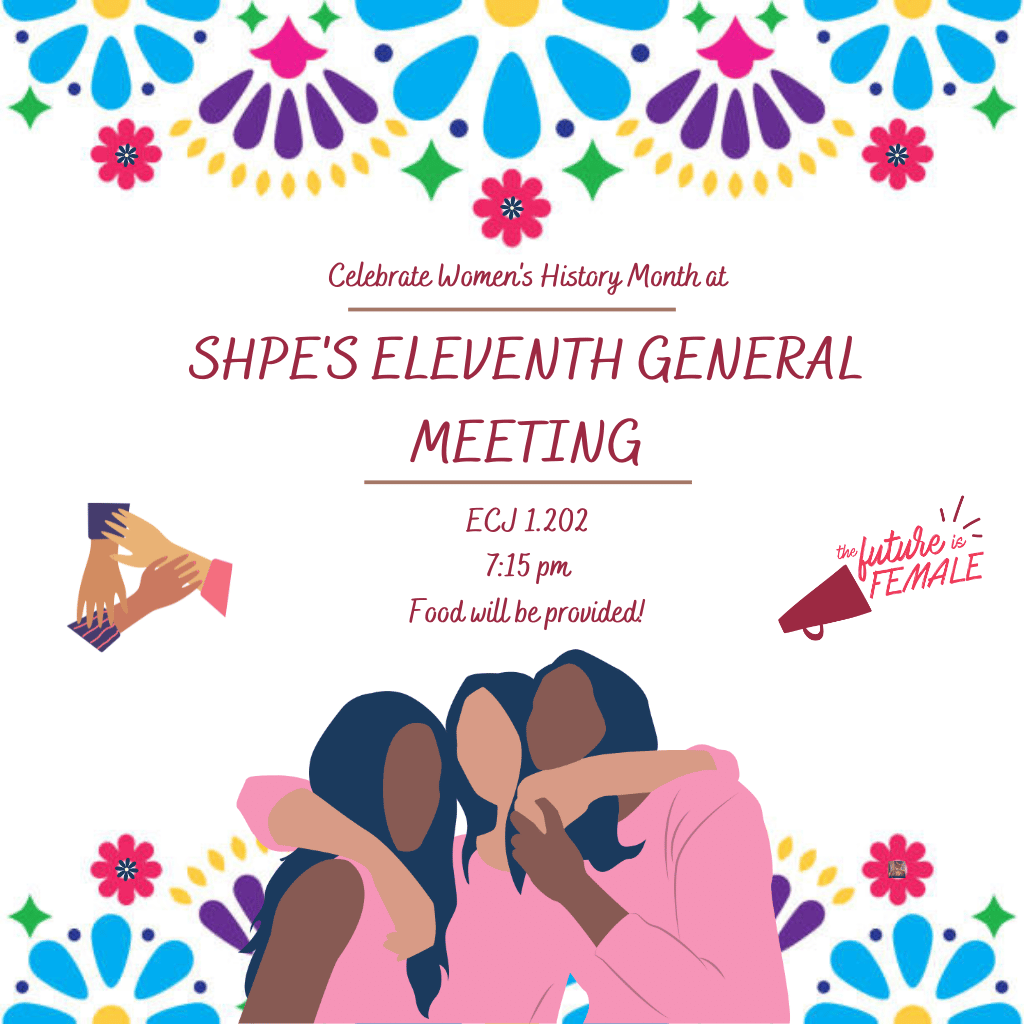 Celebrate Women's History Month at
SHPE'S ELEVENTH GENERAL
MEETING
ECJ 1.202
7:15 pm
Food will be provided!
the future is
FEMALE